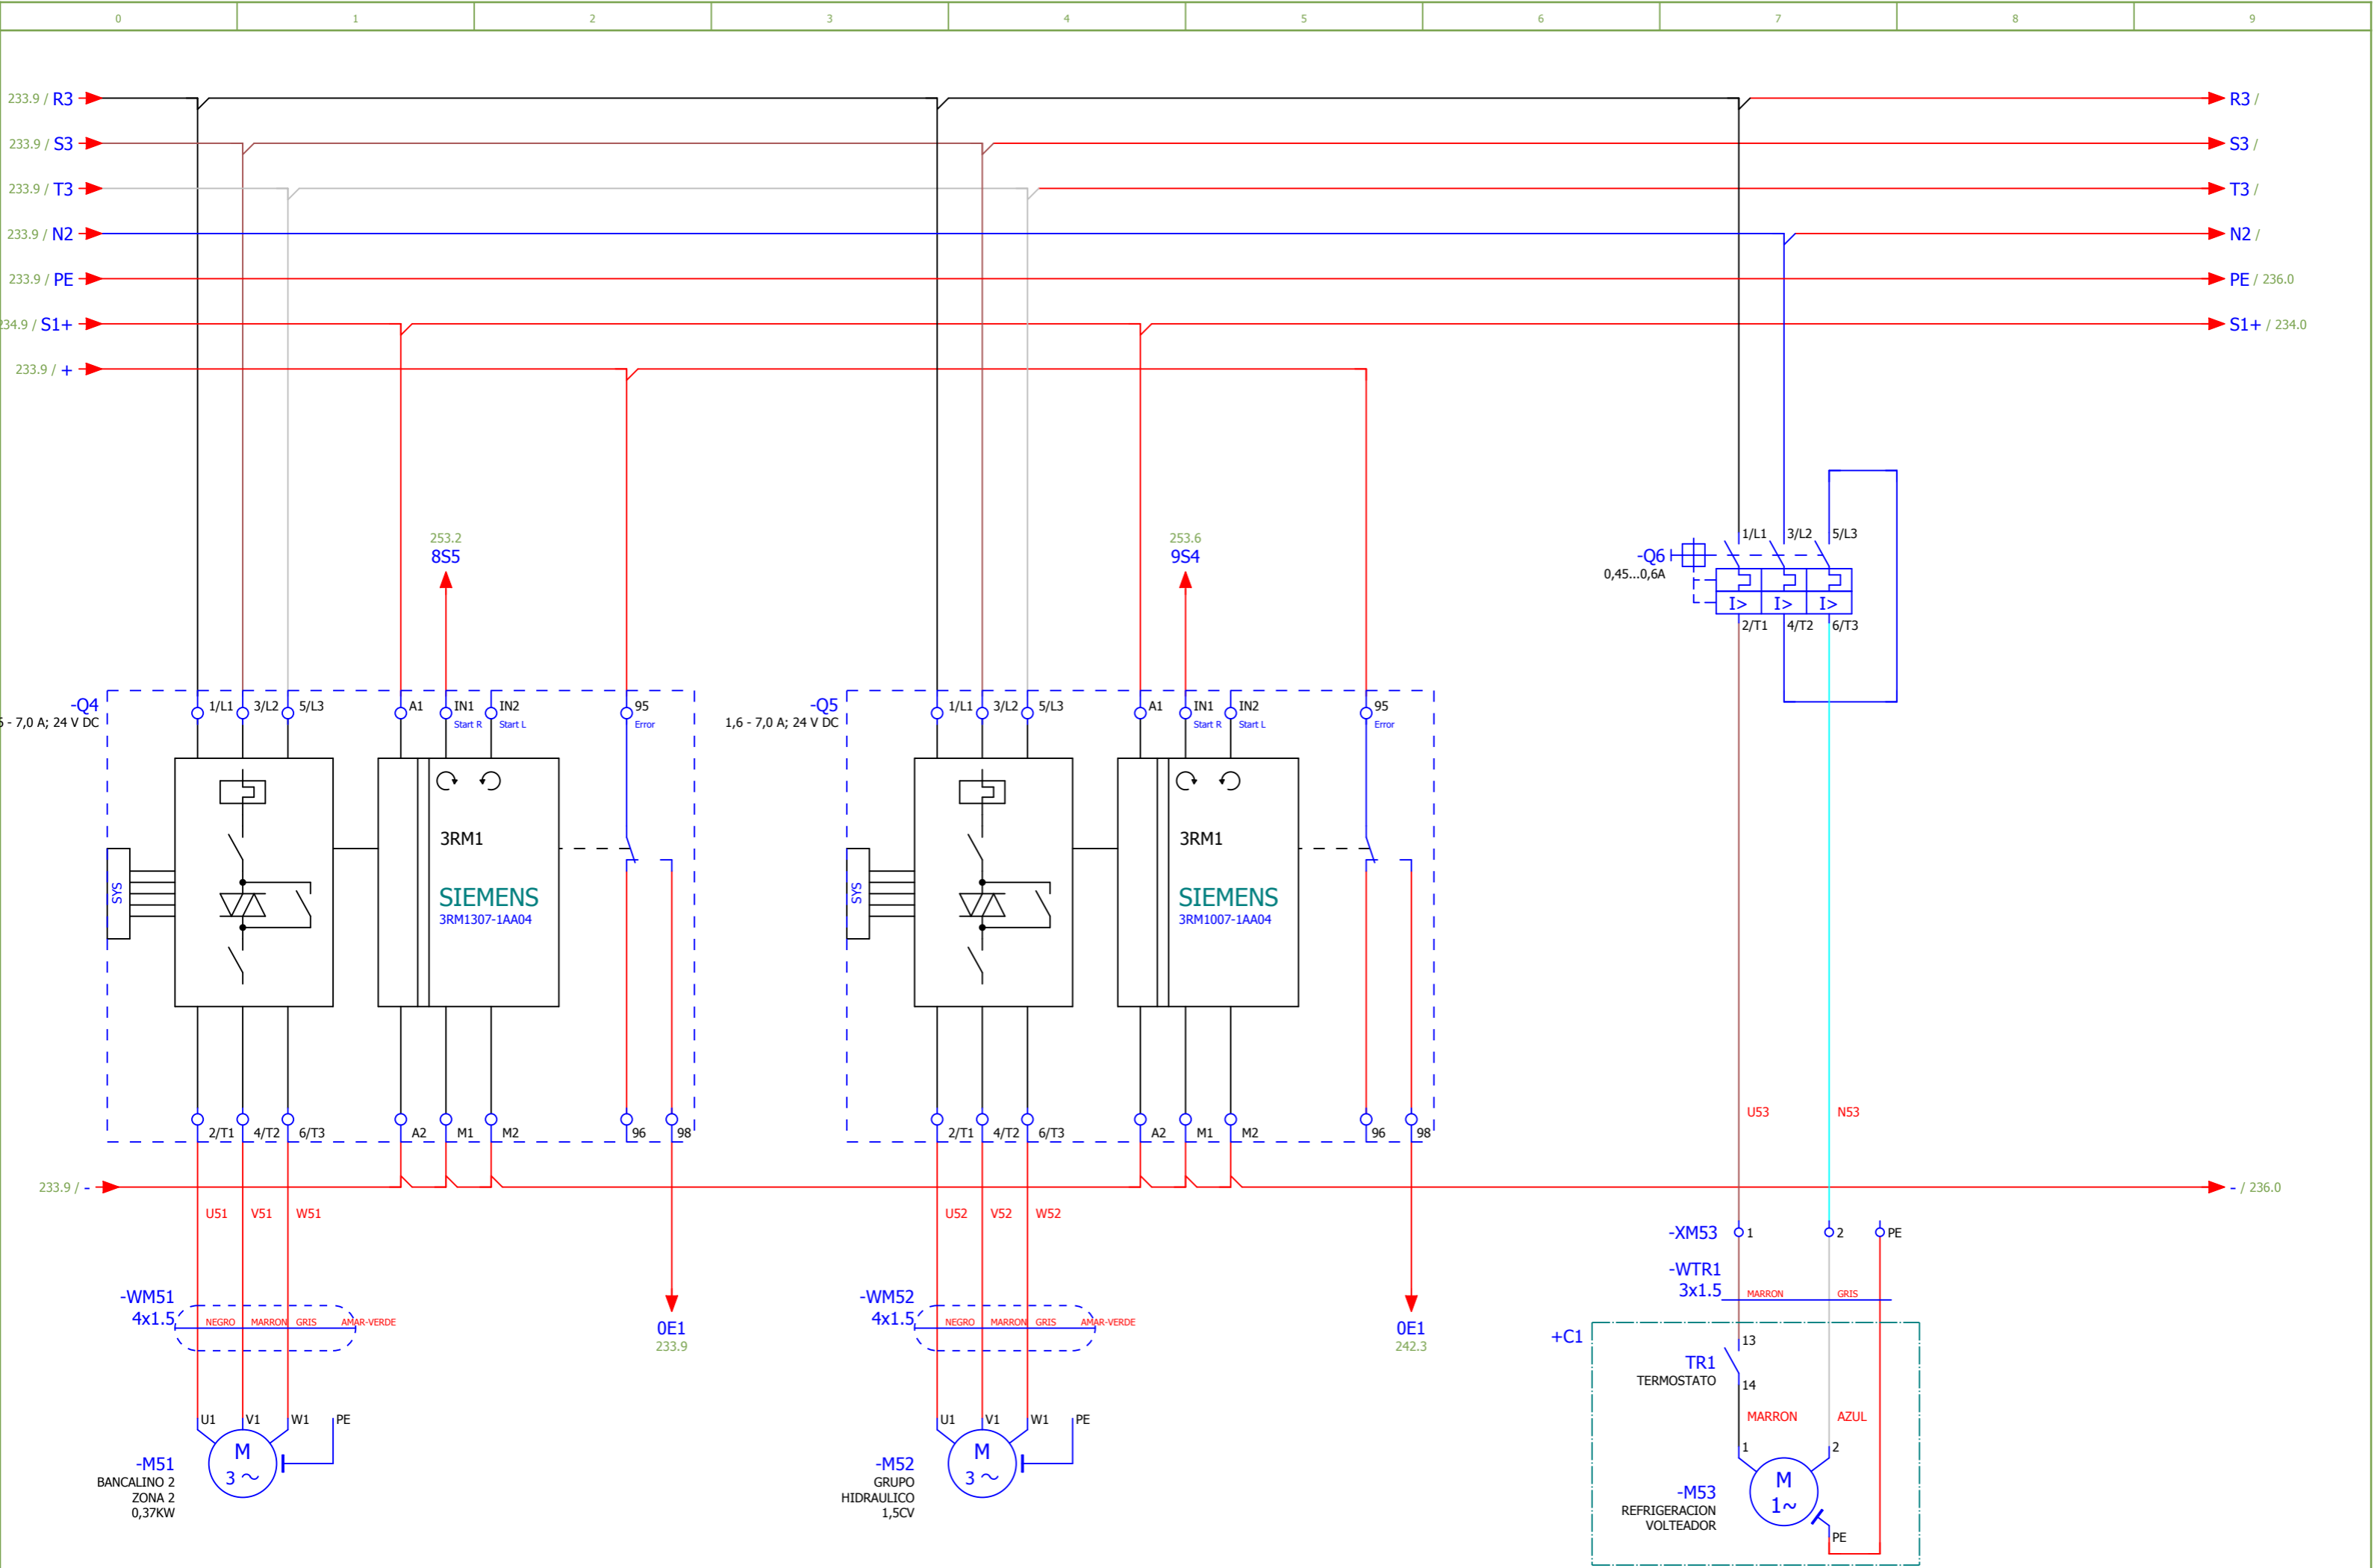 0 1 2 3 4 5 6 7 8 9
233.9 / R3 R3 /
233.9 / S3 S3 /
233.9 / T3 T3 /
233.9 / N2 N2 /
233.9 / PE PE / 236.0
234.9 / S1+ S1+ / 234.0
233.9 / +
253.2
8S5
253.6
9S4
1/L1 3/L2 5/L3
-Q6
0,45...0,6A
I> I> I>
2/T1 4/T2 6/T3
-Q4
- 7,0 A; 24 V DC
1/L1 3/L2 5/L3 A1 IN1 IN2 95
Start R Start L Error
SYS
3RM1
SIEMENS
3RM1307-1AA04
2/T1 4/T2 6/T3 A2 M1 M2 96 98
-Q5
1,6 - 7,0 A; 24 V DC
1/L1 3/L2 5/L3 A1 IN1 IN2 95
Start R Start L Error
SYS
3RM1
SIEMENS
3RM1007-1AA04
2/T1 4/T2 6/T3 A2 M1 M2 96 98
U53 N53
233.9 / - - / 236.0
U51 V51 W51
U52 V52 W52
-WM51
4x1.5
NEGRO MARRON GRIS AMAR-VERDE
0E1
233.9
U1 V1 W1 PE
M
3 ~
-M51
BANCALINO 2
ZONA 2
0,37KW
-WM52
4x1.5
NEGRO MARRON GRIS AMAR-VERDE
0E1
242.3
U1 V1 W1 PE
M
3 ~
-M52
GRUPO
HIDRAULICO
1,5CV
-XM53 1 2 PE
-WTR1
3x1.5
MARRON GRIS
+C1
13
TR1
TERMOSTATO
14
MARRON AZUL
1 2
M
1~
-M53
REFRIGERACION
VOLTEADOR
PE